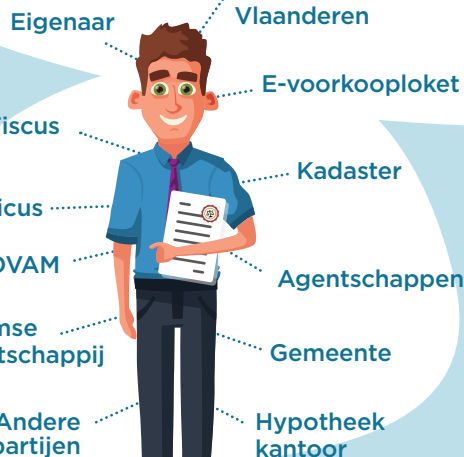 Eigenaar
Vlaanderen
E-voorkooploket
Kadaster
OVAM
Agentschappen
Gemeente
Andere
partijen
Hypotheek
kantoor